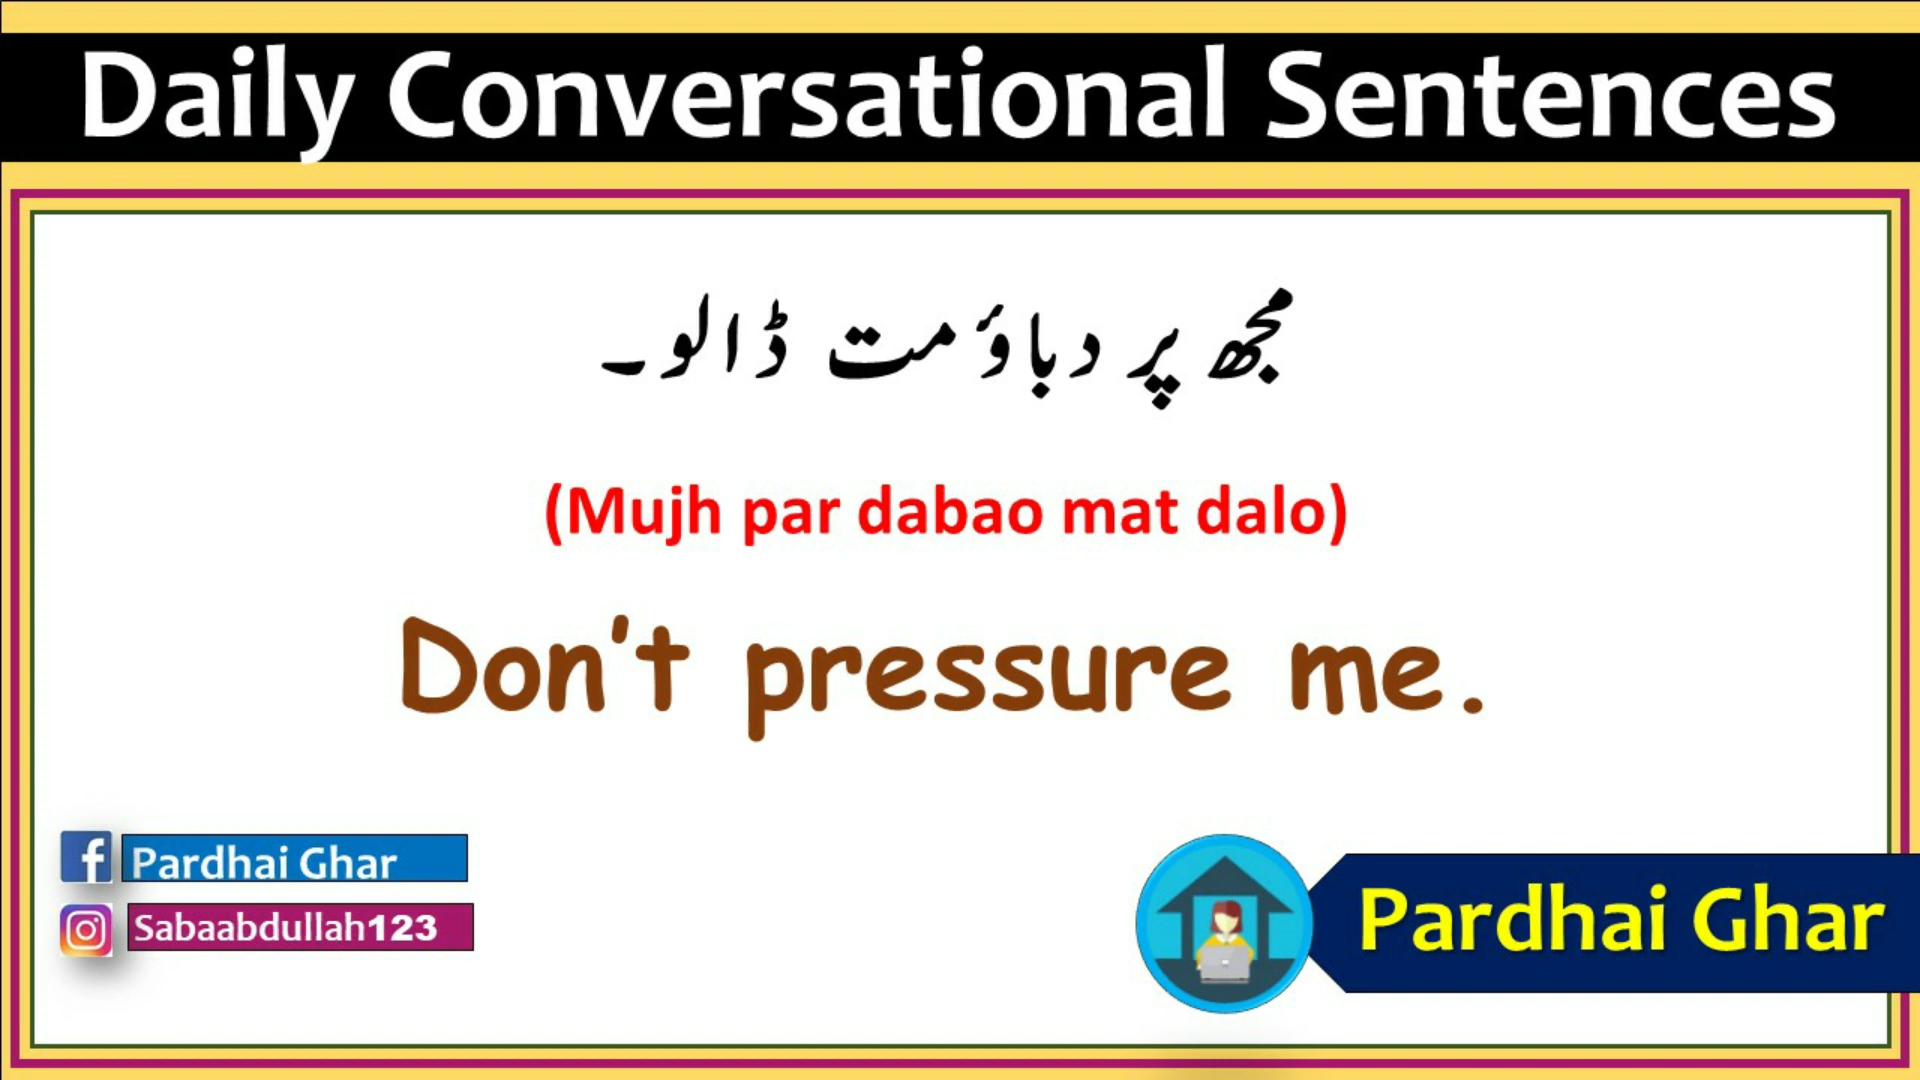 Daily Conversational Sentences
مجھ پر دباؤ مت ڈالو۔
(Mujh par dabao mat dalo)
Don't pressure me.
Pardhai Ghar
Sabaabdullah123
Pardhai Ghar